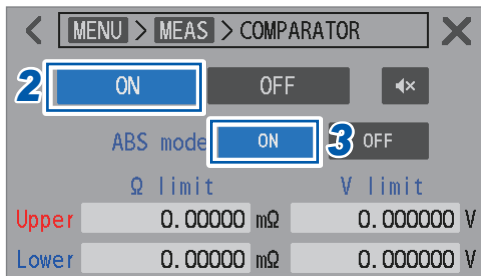 MENU > MEAS > COMPARATOR
2 ON OFF
ABS mode ON 3 OFF
Ω limit V limit
Upper 0.00000 mΩ 0.000000 V
Lower 0.00000 mΩ 0.000000 V